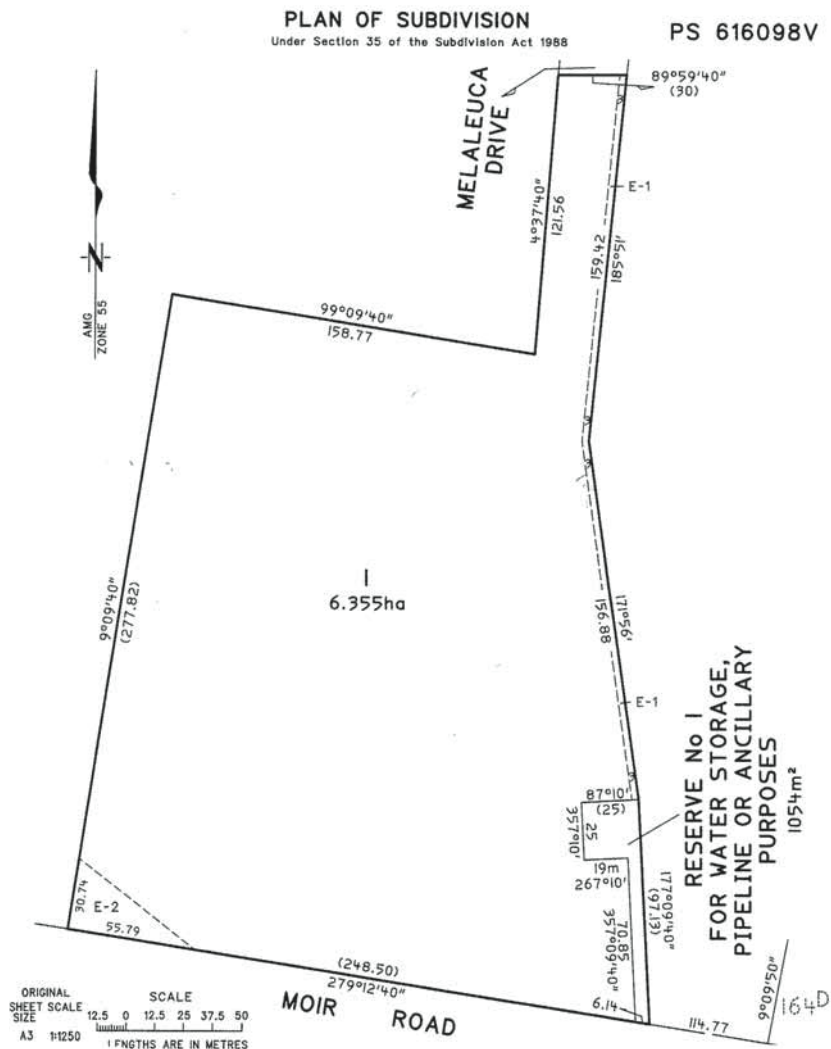 PLAN OF SUBDIVISION
Under Section 35 of the Subdivision Act 1988
PS 616098V
MELALEUCA
DRIVE
89°59'40"
(30)
E-1
4°37'40"
121.56
159.42
185°51'
AMG
ZONE 55
N
99°09'40"
158.77
9°09'40"
(277.82)
1
6.355ha
171°56'
156.88
E-1
RESERVE No 1
FOR WATER STORAGE,
PIPELINE OR ANCILLARY
PURPOSES
1054m²
87°10'
(25)
25
357°10'
19m
267°10'
177°09'40"
(97.13)
70.85
357°09'40"
30.74
E-2
55.79
(248.50)
279°12'40"
6.14
114.77
9°09'50"
164D
MOIR ROAD
ORIGINAL
SHEET SCALE
SIZE
A3 1:1250
SCALE
12.5 0 12.5 25 37.5 50
LENGTHS ARE IN METRES